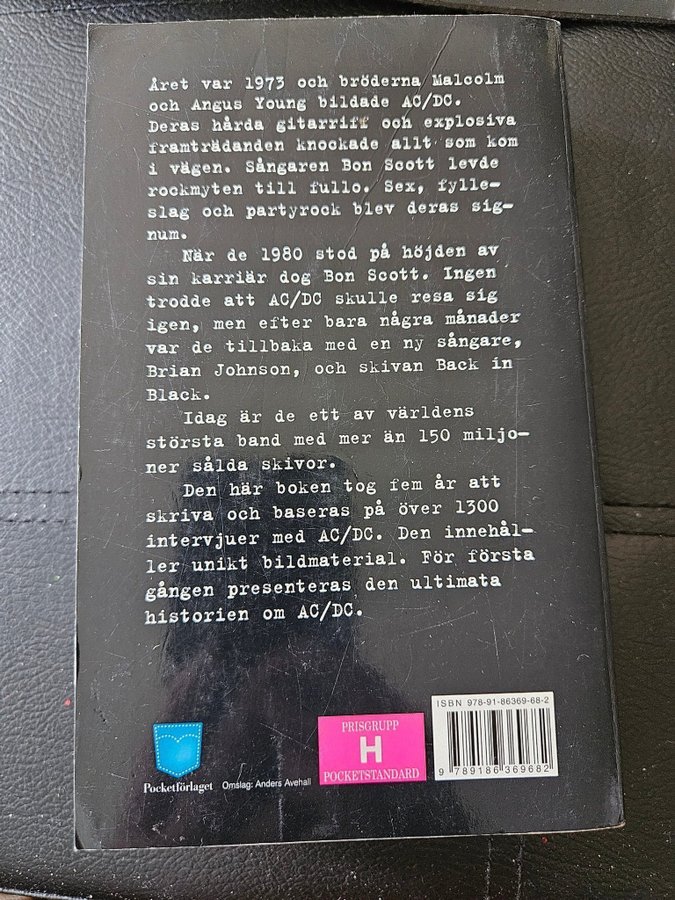 Året var 1973 och bröderna Malcolm
och Angus Young bildade AC/DC.
Deras hårda gitarriff och explosiva
framträdanden knockade allt som kom
i vägen. Sångaren Bon Scott levde
rockmyten till fullo. Sex, fylle-
slag och partyrock blev deras sig-
num.
När de 1980 stod på höjden av
sin karriär dog Bon Scott. Ingen
trodde att AC/DC skulle resa sig
igen, men efter bara några månader
var de tillbaka med en ny sångare,
Brian Johnson, och skivan Back in
Black.
Idag är de ett av världens
största band med mer än 150 miljo-
ner sålda skivor.
Den här boken tog fem år att
skriva och baseras på över 1300
intervjuer med AC/DC. Den innehål-
ler unikt bildmaterial. För första
gången presenteras den ultimata
historien om AC/DC.
Pocketförlaget
Omslag: Anders Avehall
PRISGRUPP
H
POCKETSTANDARD
ISBN 978-91-86369-68-2
9 789186 369682